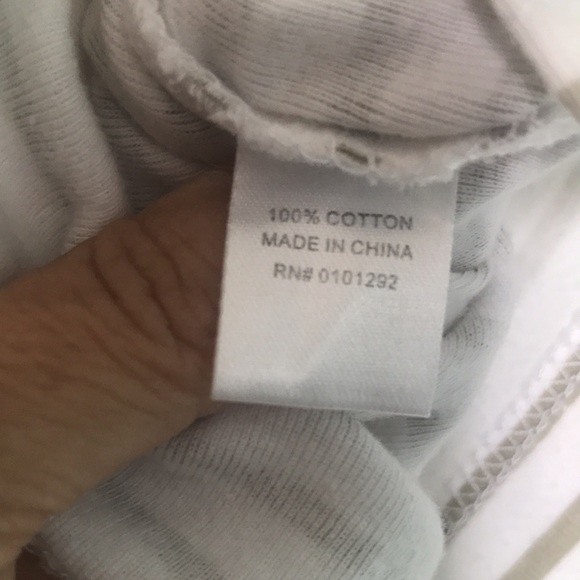 100% COTTON
MADE IN CHINA
RN# 0101292